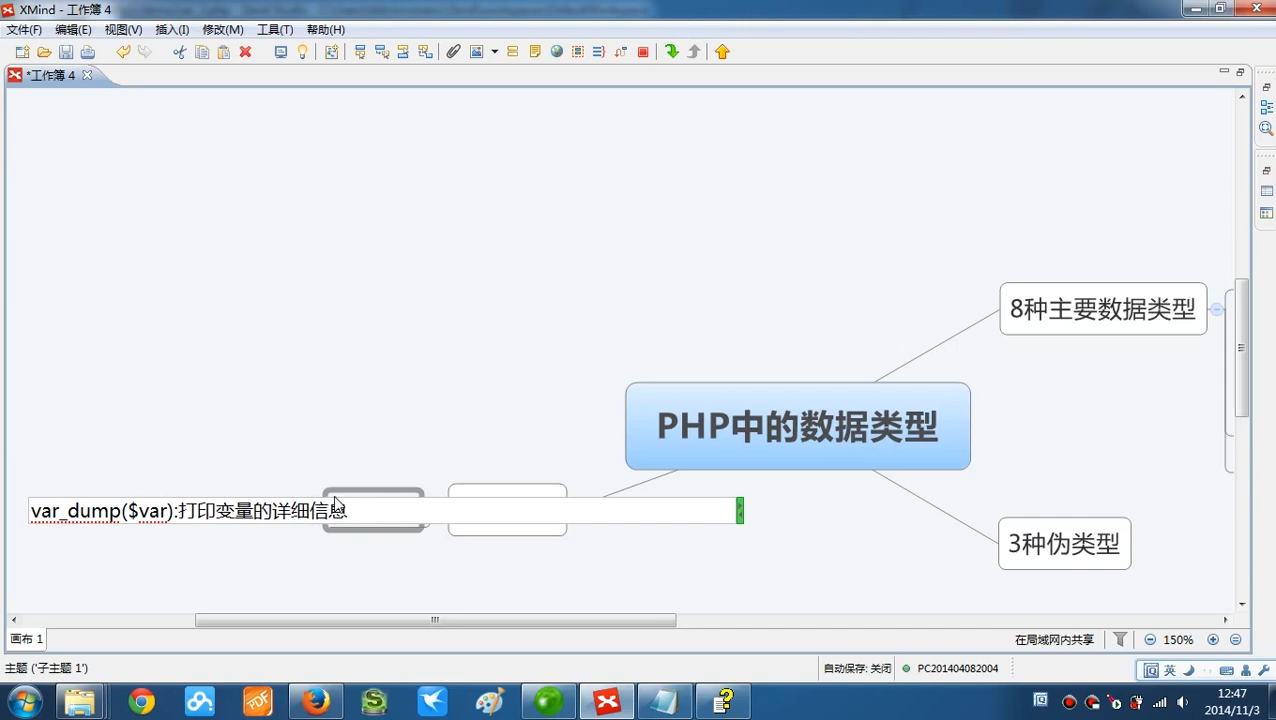 XMind - 工作簿 4
文件(F) 编辑(E) 视图(V) 插入(I) 修改(M) 工具(T) 帮助(H)
*工作簿 4
8种主要数据类型
PHP中的数据类型
var_dump($var):打印变量的详细信息
3种伪类型
画布 1
在局域网内共享
150%
主题 ('子主题 1')
自动保存: 关闭
PC201404082004
英
PDF
12:47
2014/11/3